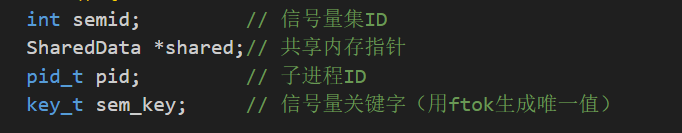 int semid;          // 信号量集ID
SharedData *shared;// 共享内存指针
pid_t pid;          // 子进程ID
key_t sem_key;      // 信号量关键字（用ftok生成唯一值）